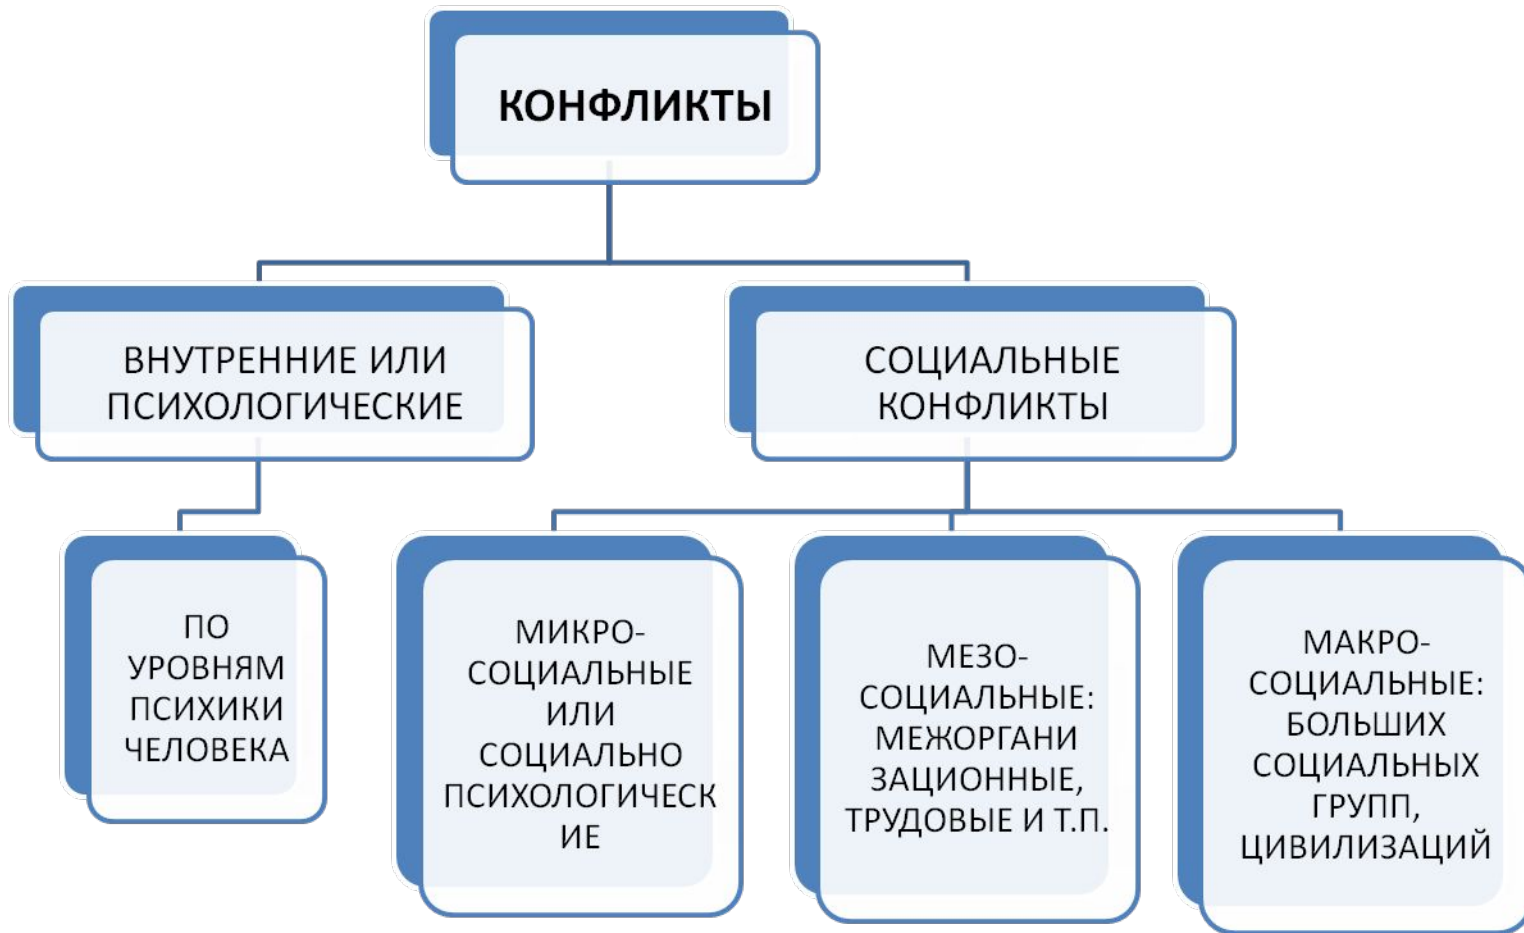 КОНФЛИКТЫ
ВНУТРЕННИЕ ИЛИ
ПСИХОЛОГИЧЕСКИЕ
СОЦИАЛЬНЫЕ
КОНФЛИКТЫ
ПО
УРОВНЯМ
ПСИХИКИ
ЧЕЛОВЕКА
МИКРО-
СОЦИАЛЬНЫЕ
ИЛИ
СОЦИАЛЬНО
ПСИХОЛОГИЧЕСК
ИЕ
МЕЗО-
СОЦИАЛЬНЫЕ:
МЕЖОРГАНИ
ЗАЦИОННЫЕ,
ТРУДОВЫЕ И Т.П.
МАКРО-
СОЦИАЛЬНЫЕ:
БОЛЬШИХ
СОЦИАЛЬНЫХ
ГРУПП,
ЦИВИЛИЗАЦИЙ